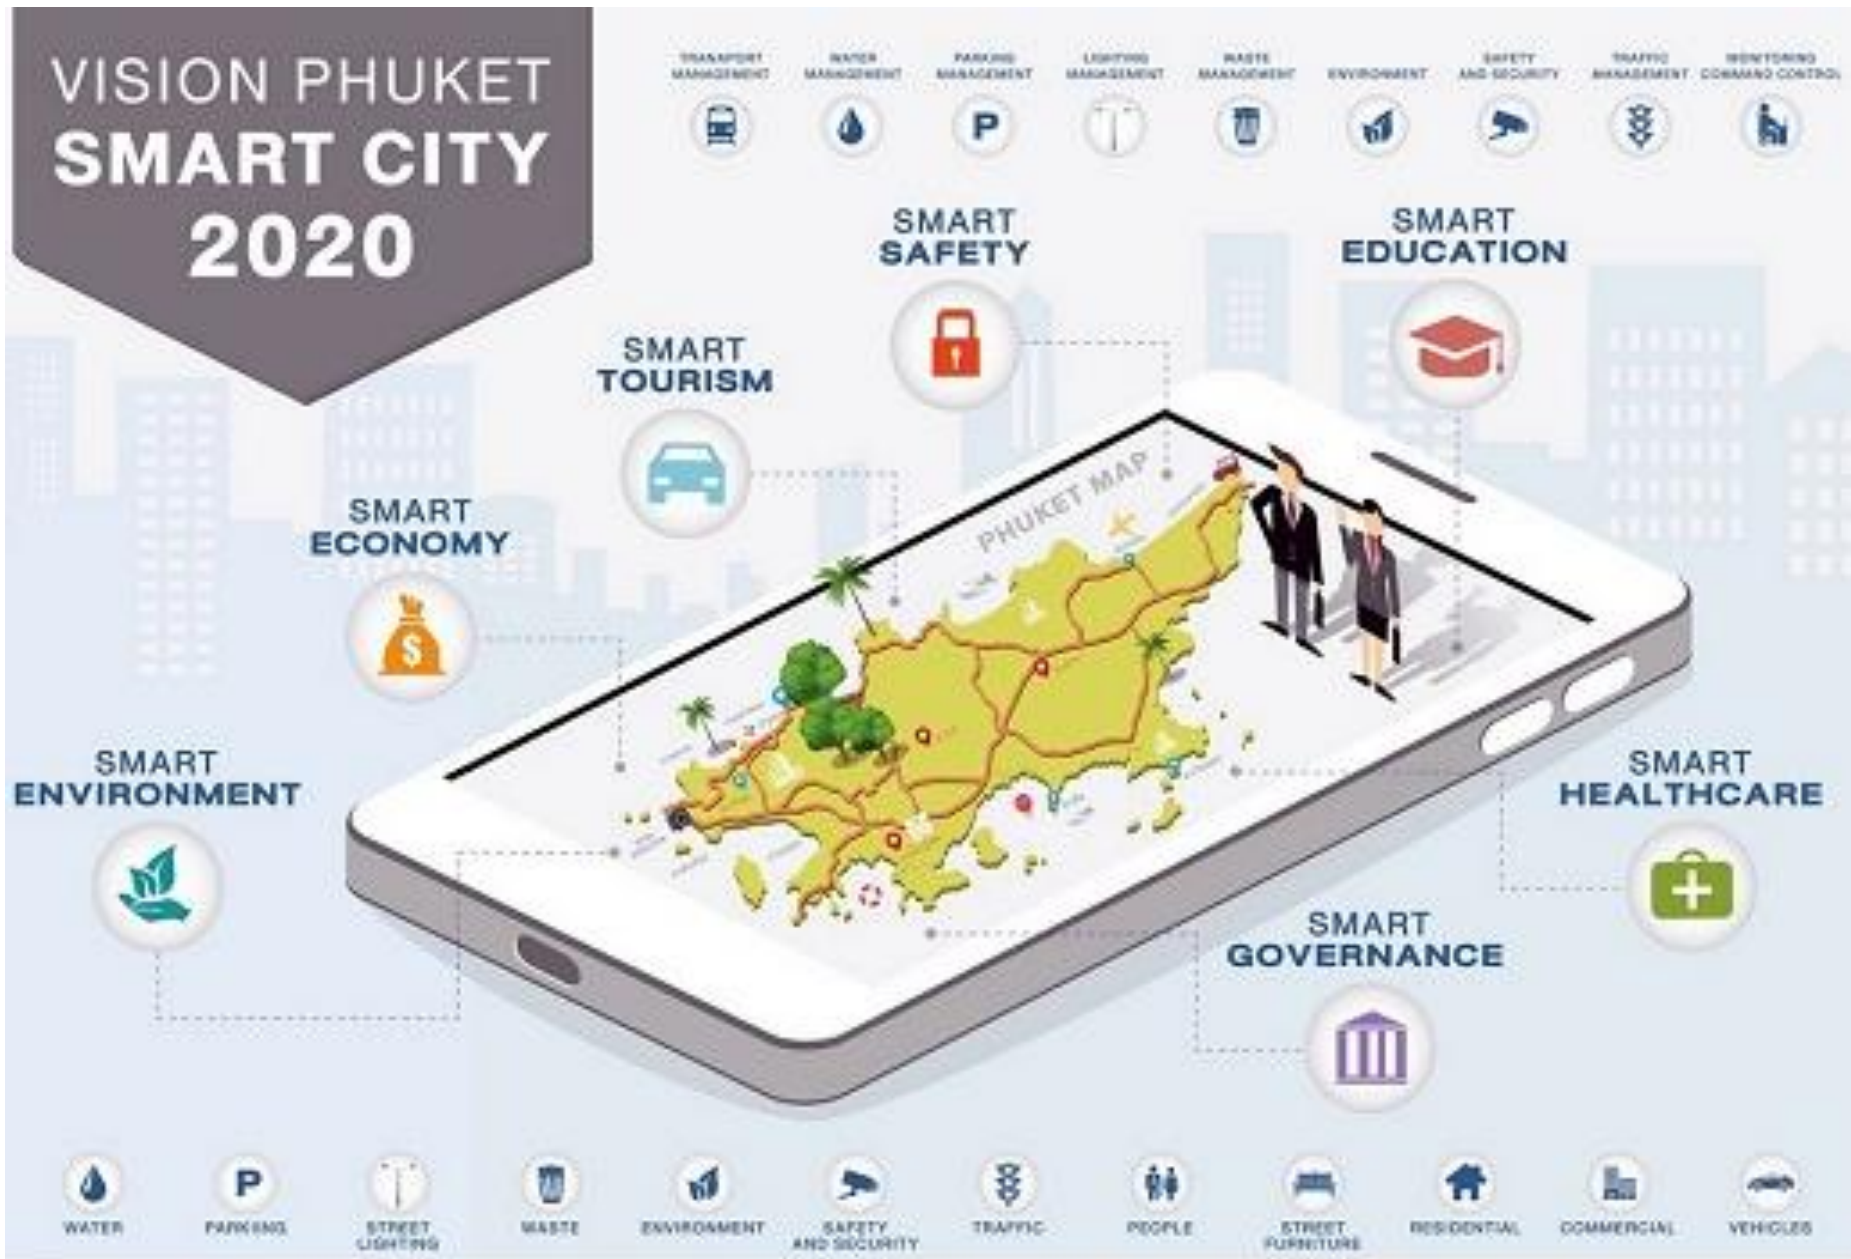 VISION PHUKET
SMART CITY
2020
TRANSPORT
MANAGEMENT
WATER
MANAGEMENT
PARKING
MANAGEMENT
LIGHTING
MANAGEMENT
WASTE
MANAGEMENT
ENVIRONMENT
SAFETY
AND SECURITY
TRAFFIC
MANAGEMENT
MONITORING
COMMAND CONTROL
P
SMART
SAFETY
SMART
EDUCATION
SMART
TOURISM
SMART
ECONOMY
$
PHUKET MAP
SMART
ENVIRONMENT
SMART
HEALTHCARE
SMART
GOVERNANCE
P
WATER
PARKING
STREET
LIGHTING
WASTE
ENVIRONMENT
SAFETY
AND SECURITY
TRAFFIC
PEOPLE
STREET
FURNITURE
RESIDENTIAL
COMMERCIAL
VEHICLES